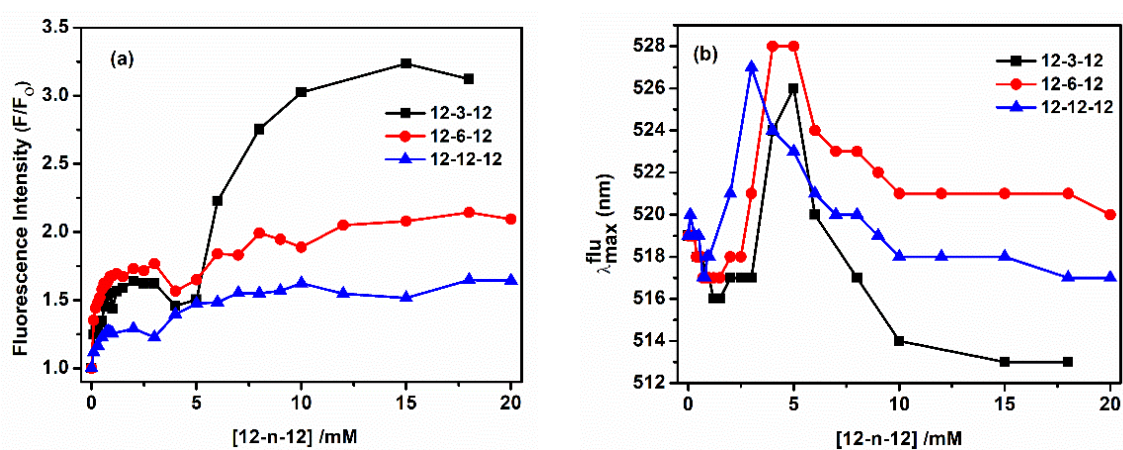 (a)
Fluorescence Intensity (F/F_O)
3.5
3.0
2.5
2.0
1.5
1.0
12-3-12
12-6-12
12-12-12
0 5 10 15 20
[12-n-12] /mM
(b)
λ^flu_max (nm)
528
526
524
522
520
518
516
514
512
12-3-12
12-6-12
12-12-12
0 5 10 15 20
[12-n-12] /mM